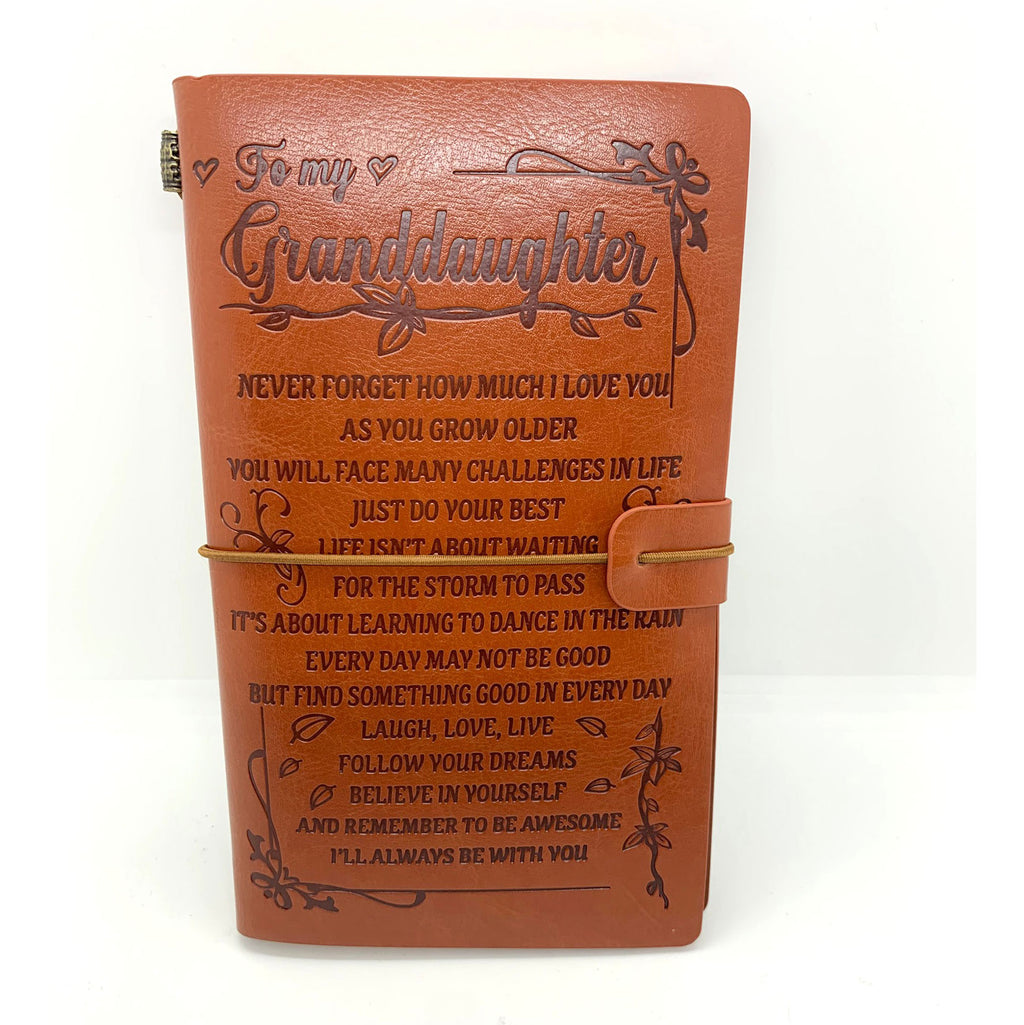 To my
Granddaughter
NEVER FORGET HOW MUCH I LOVE YOU
AS YOU GROW OLDER
YOU WILL FACE MANY CHALLENGES IN LIFE
JUST DO YOUR BEST
LIFE ISN'T ABOUT WAITING
FOR THE STORM TO PASS
IT'S ABOUT LEARNING TO DANCE IN THE RAIN
EVERY DAY MAY NOT BE GOOD
BUT FIND SOMETHING GOOD IN EVERY DAY
LAUGH, LOVE, LIVE
FOLLOW YOUR DREAMS
BELIEVE IN YOURSELF
AND REMEMBER TO BE AWESOME
I'LL ALWAYS BE WITH YOU